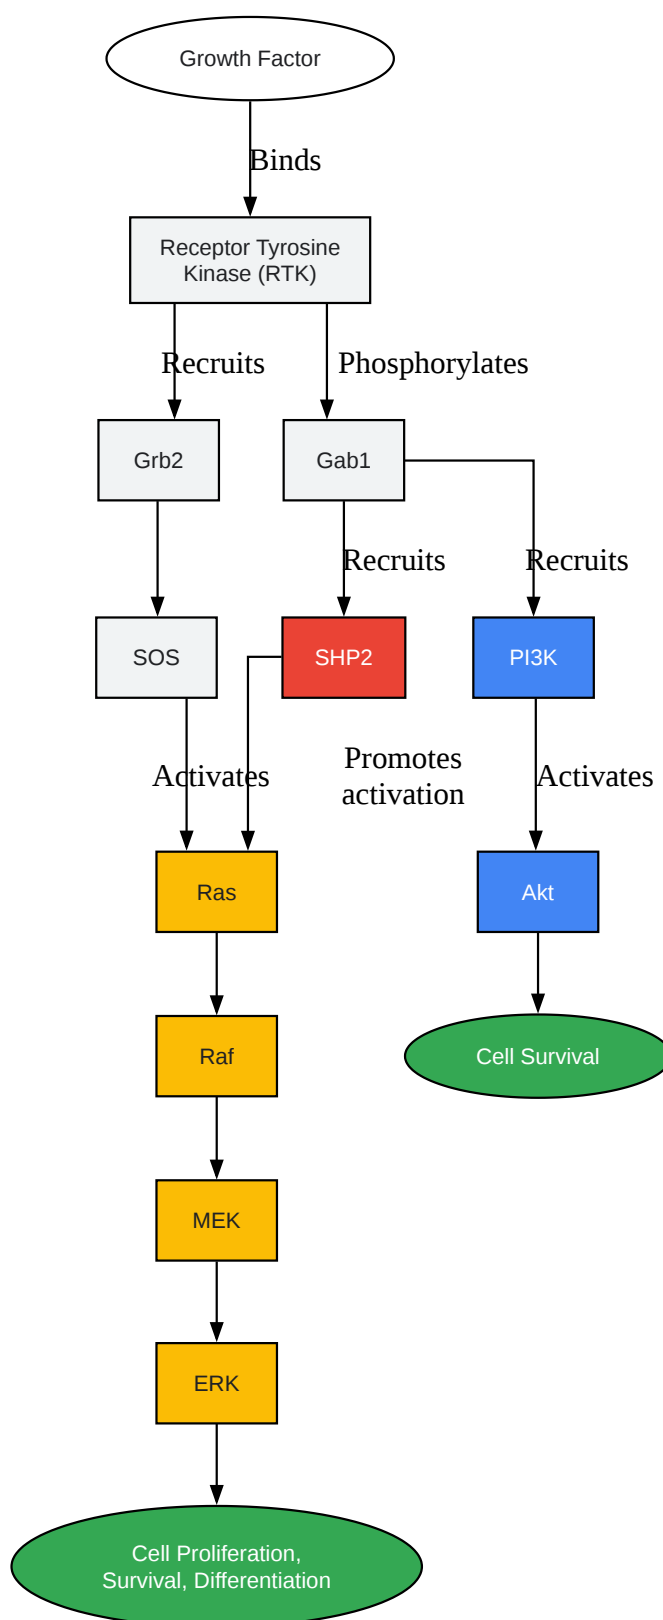 Growth Factor
Binds
Receptor Tyrosine
Kinase (RTK)
Recruits
Phosphorylates
Grb2
Gab1
Recruits
Recruits
SOS
SHP2
PI3K
Activates
Promotes
activation
Activates
Ras
Akt
Raf
Cell Survival
MEK
ERK
Cell Proliferation,
Survival, Differentiation